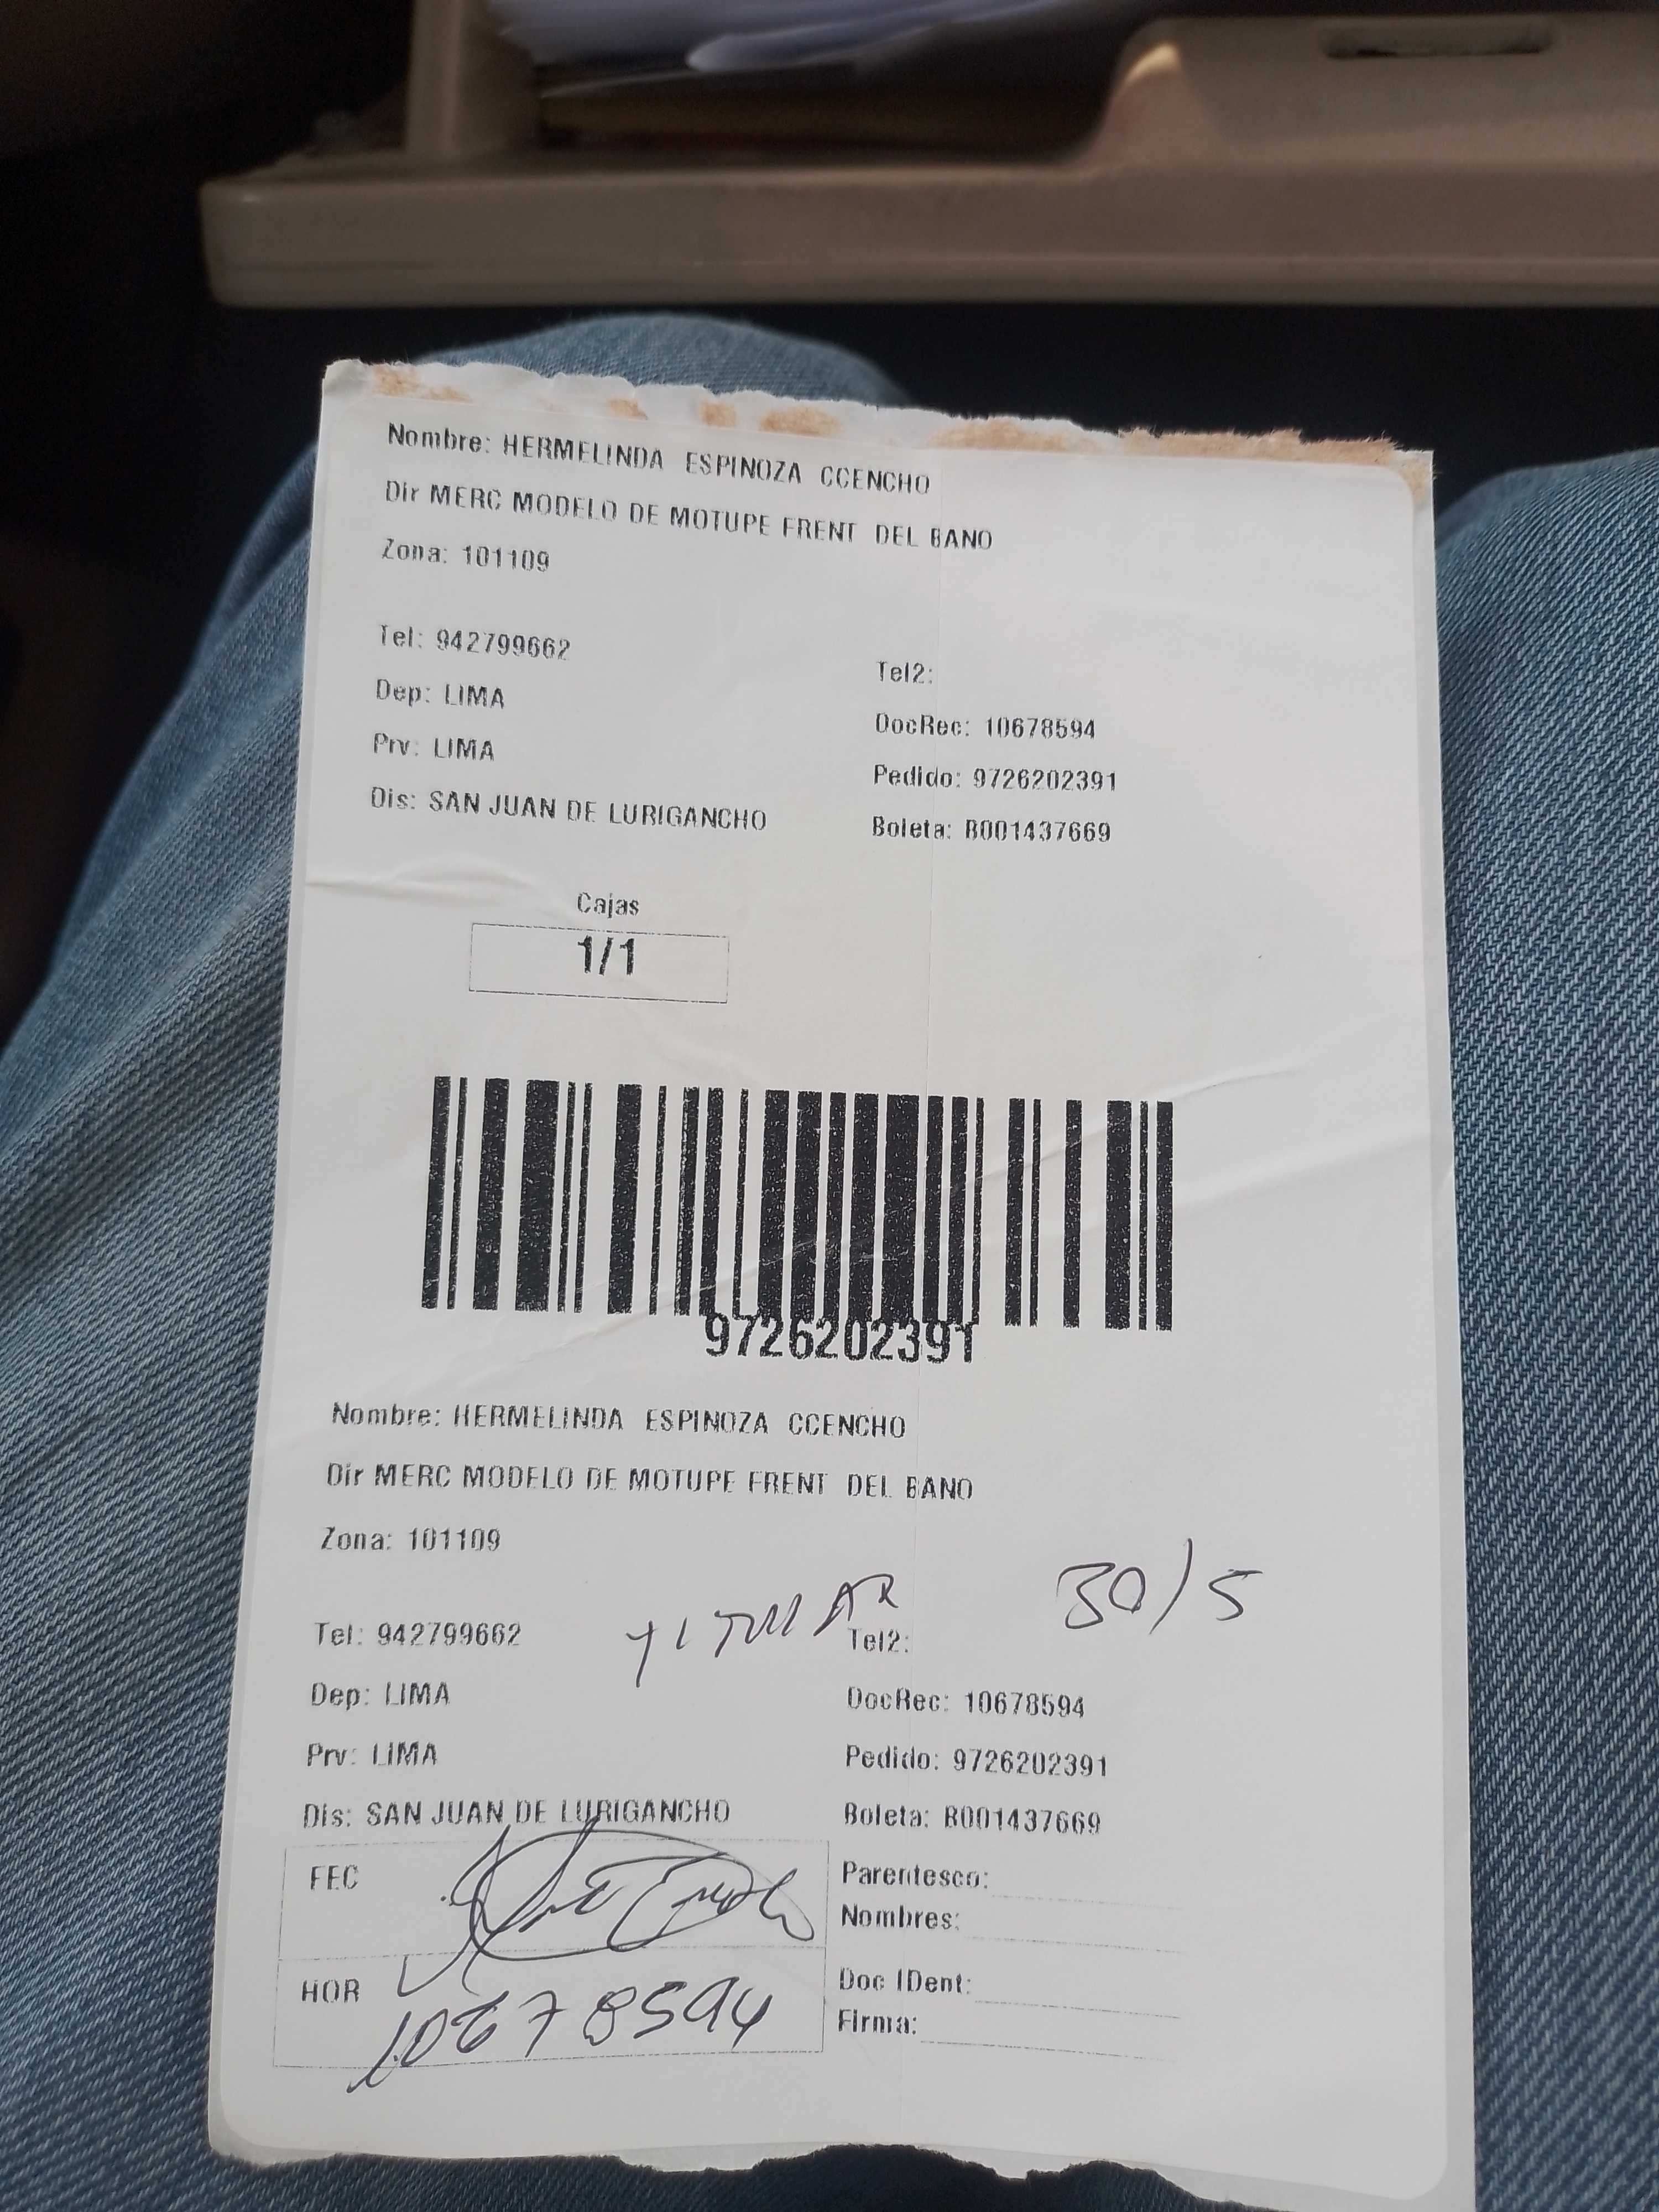 Nombre: HERMELINDA ESPINOZA CCENCHO
Dir MERC MODELO DE MOTUPE FRENT DEL BANO
Zona: 101109
Tel: 942799662
Tel2:
Dep: LIMA
DocRec: 10678594
Prv: LIMA
Pedido: 9726202391
Dis: SAN JUAN DE LURIGANCHO
Boleta: B001437669
Cajas
1/1
9726202391
Nombre: HERMELINDA ESPINOZA CCENCHO
Dir MERC MODELO DE MOTUPE FRENT DEL BANO
Zona: 101109
30/5
Tel: 942799662
Tel2:
Dep: LIMA
DocRec: 10678594
Prv: LIMA
Pedido: 9726202391
Dis: SAN JUAN DE LURIGANCHO
Boleta: B001437669
FEC
Parentesco:
Nombres:
HOR
10678594
Doc IDent:
Firma: